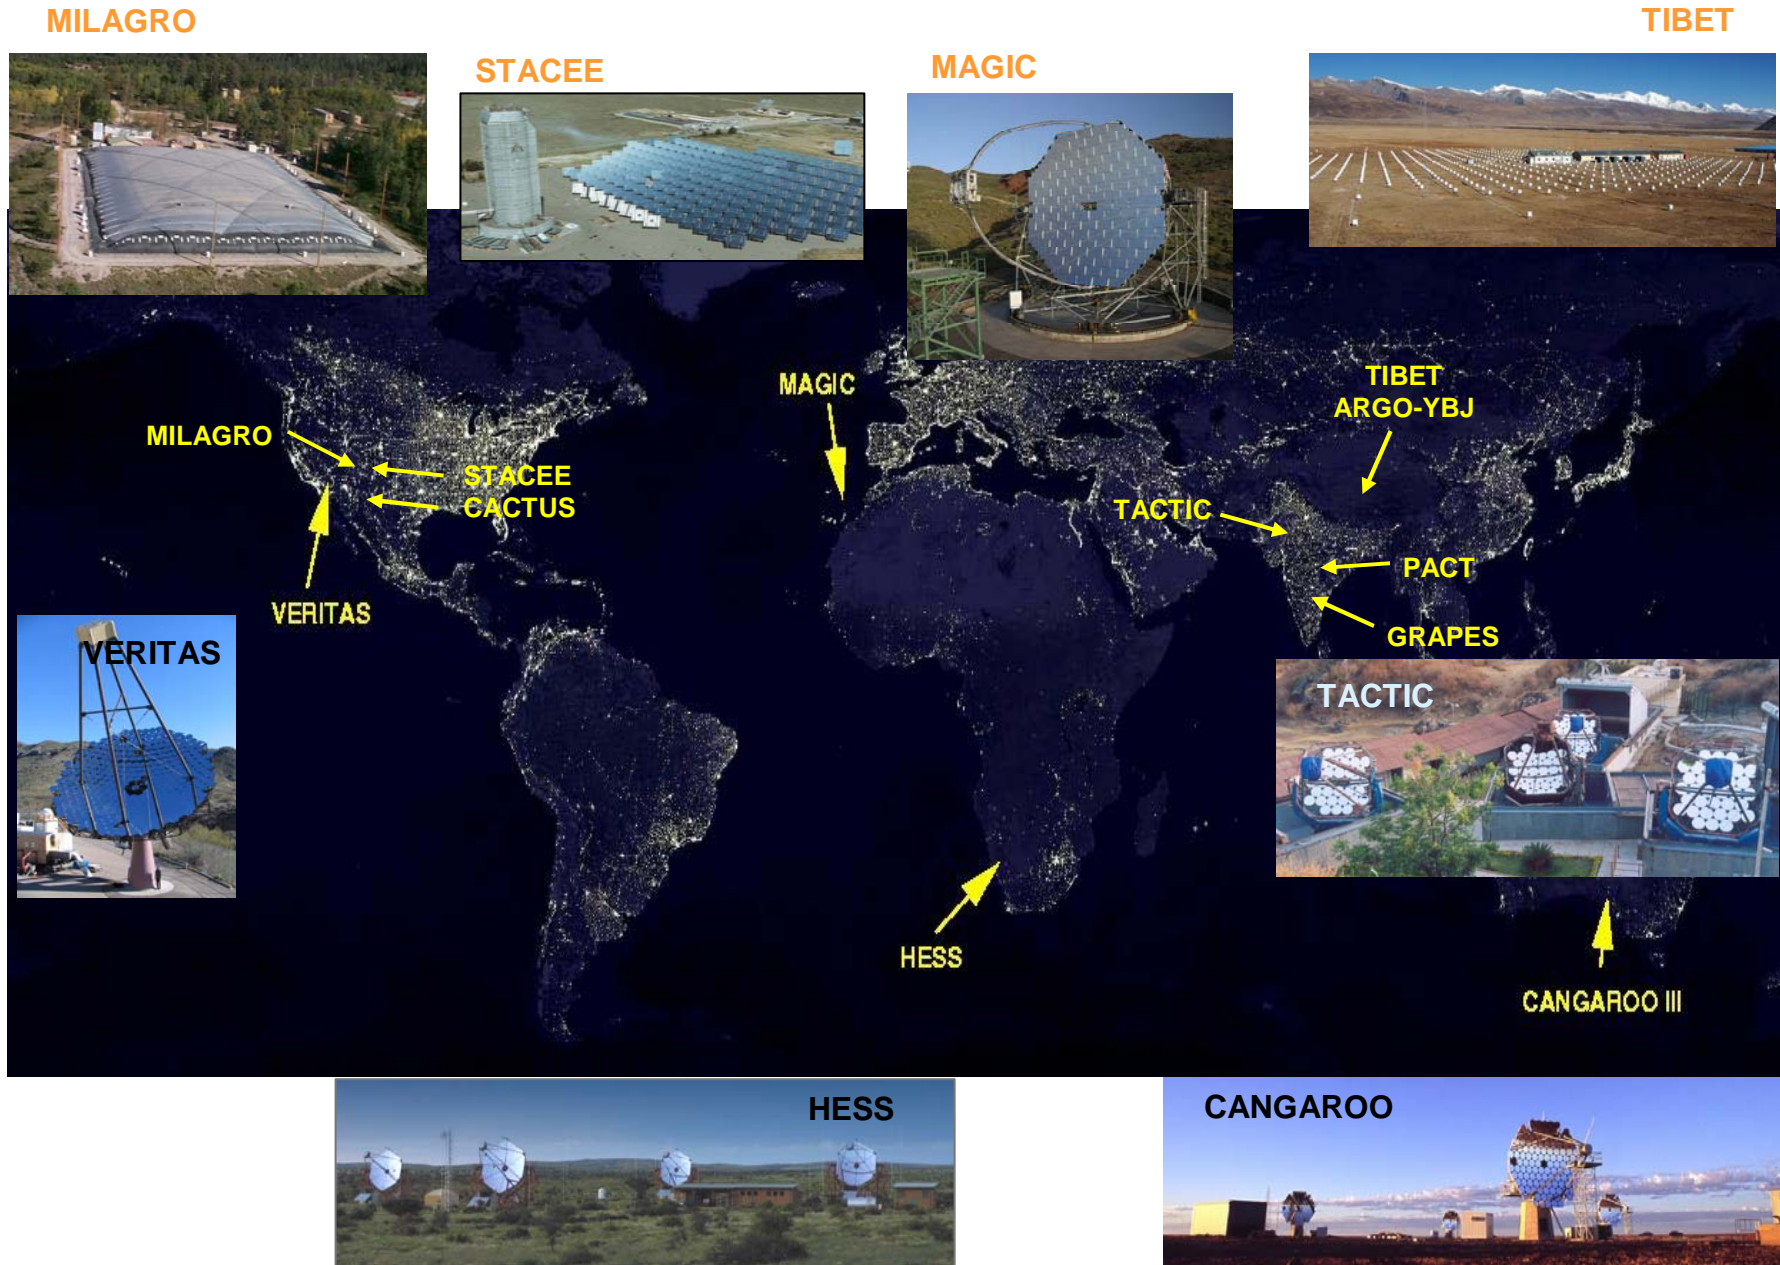 MILAGRO
TIBET
STACEE
MAGIC
MAGIC
TIBET
ARGO-YBJ
MILAGRO
STACEE
CACTUS
TACTIC
PACT
VERITAS
GRAPES
VERITAS
TACTIC
HESS
CANGAROO III
HESS
CANGAROO